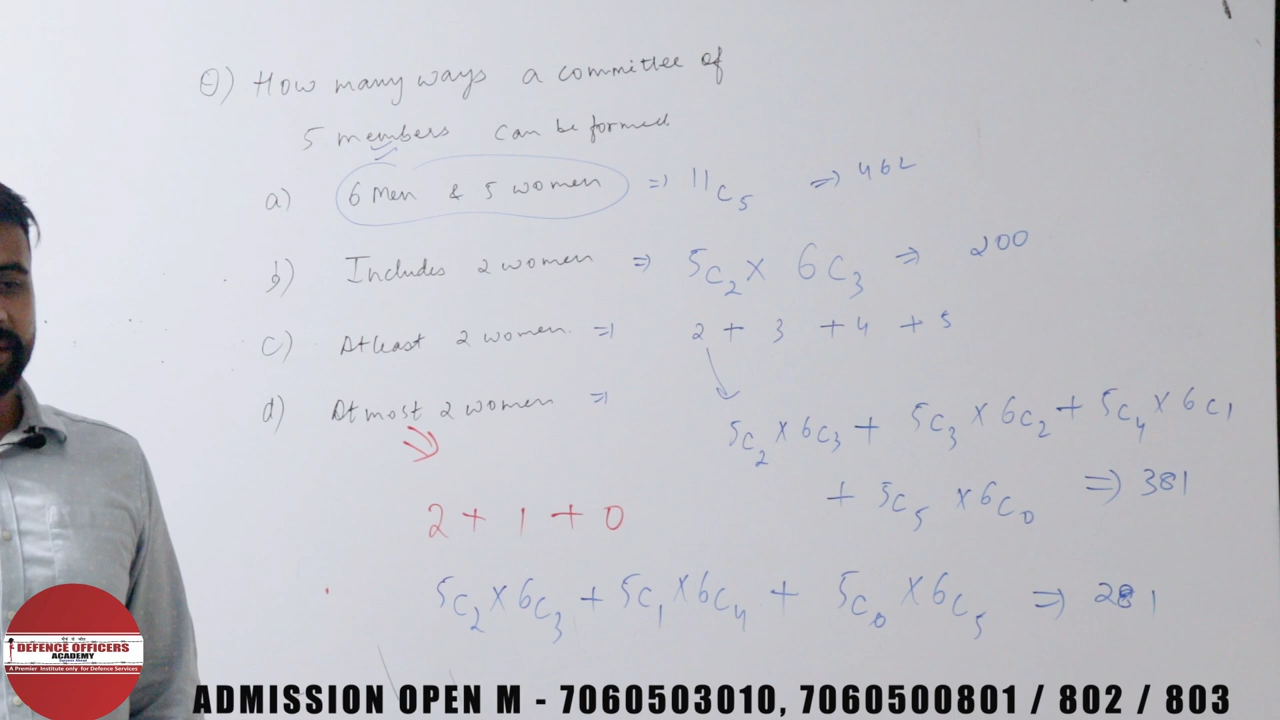 Q) How many ways a committee of
5 members can be formed.
a) 6 Men & 5 women => 11C5 => 462
b) Includes 2 women => 5C2 X 6C3 => 200
c) Atleast 2 women. => 2 + 3 + 4 + 5
d) Atmost 2 women =>
5C2 X 6C3 + 5C3 X 6C2 + 5C4 X 6C1
+ 5C5 X 6C0 => 381
2 + 1 + 0
5C2 X 6C3 + 5C1 X 6C4 + 5C0 X 6C5 => 281
DEFENCE OFFICERS
ACADEMY
A Premier Institute only for Defence Services
ADMISSION OPEN M - 7060503010, 7060500801 / 802 / 803